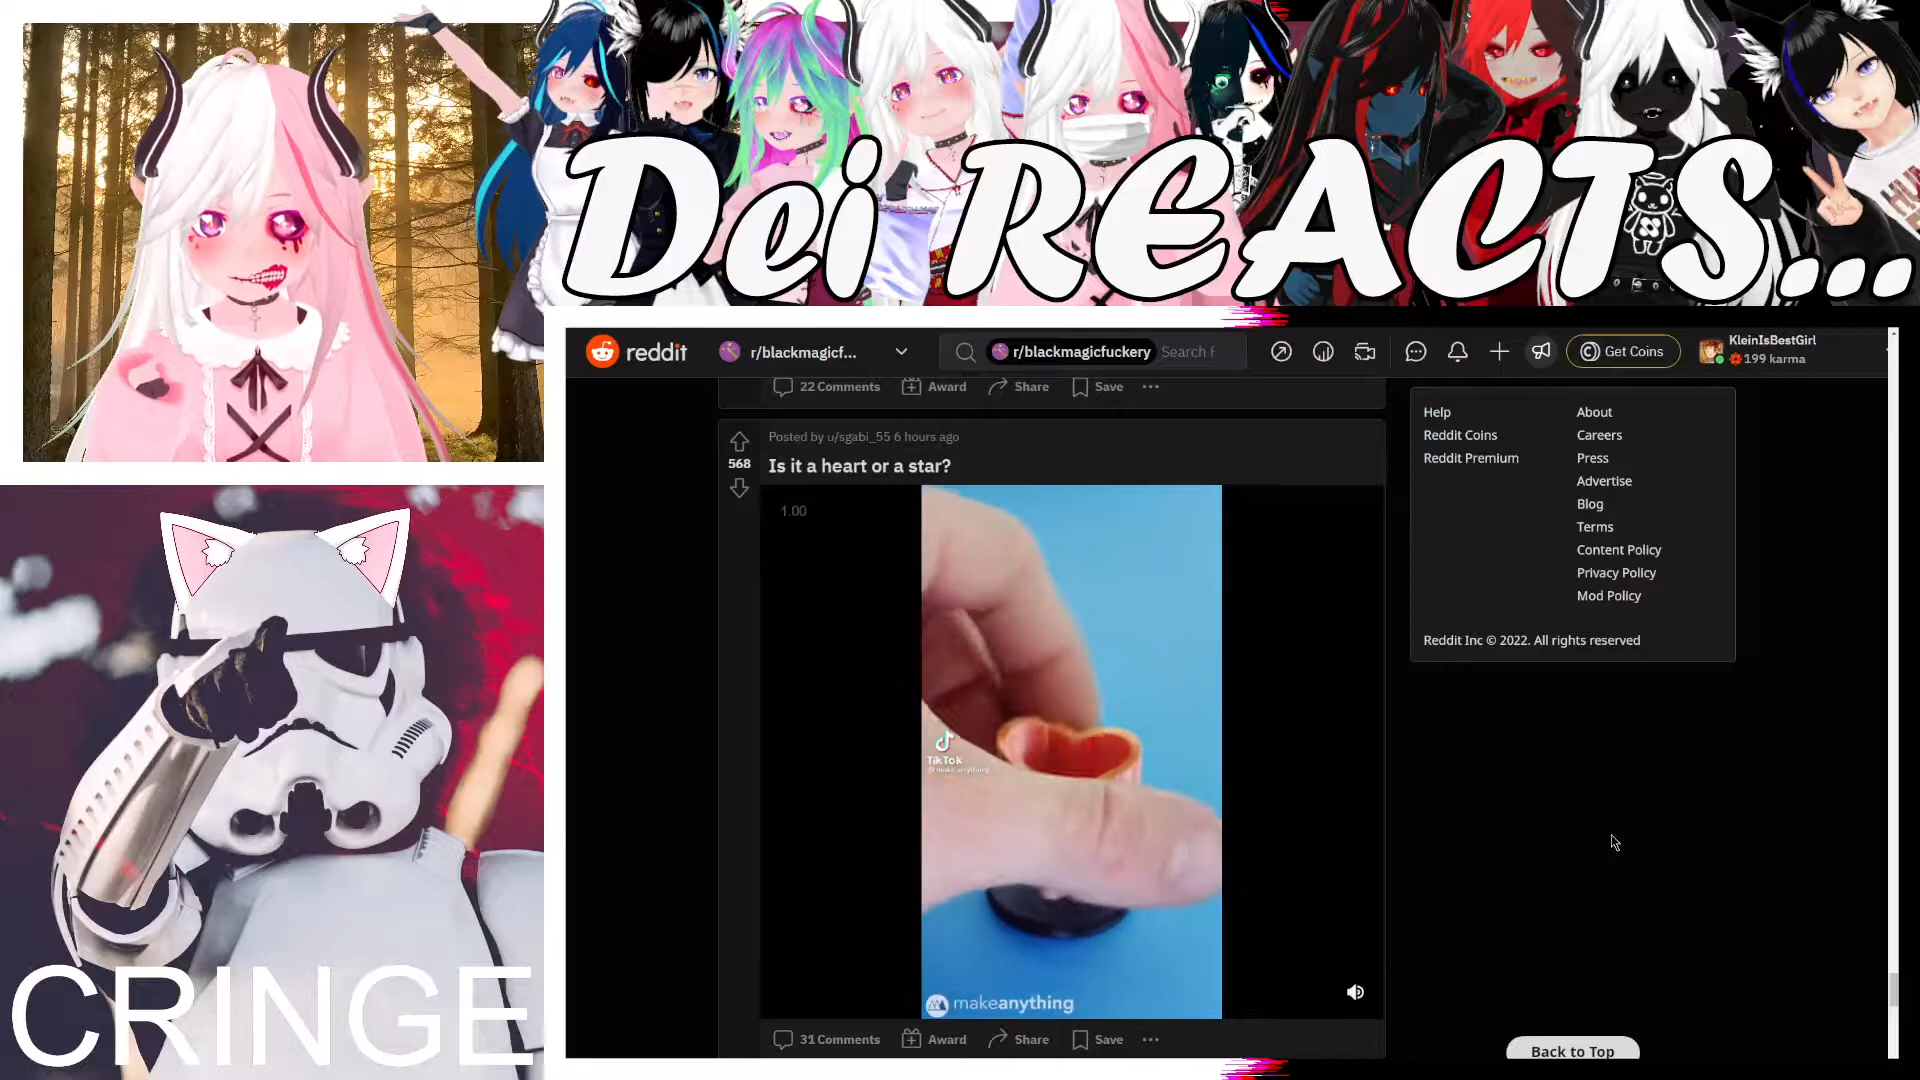 Dei REACTS...
reddit
r/blackmagicf...
r/blackmagicfuckery
Search f
Get Coins
KleinIsBestGirl
199 karma
22 Comments
Award
Share
Save
Posted by u/sgabi_55 6 hours ago
568
Is it a heart or a star?
1.00
TikTok
makeanything
31 Comments
Award
Share
Save
Help
About
Reddit Coins
Careers
Reddit Premium
Press
Advertise
Blog
Terms
Content Policy
Privacy Policy
Mod Policy
Reddit Inc © 2022. All rights reserved
Back to Top
CRINGE